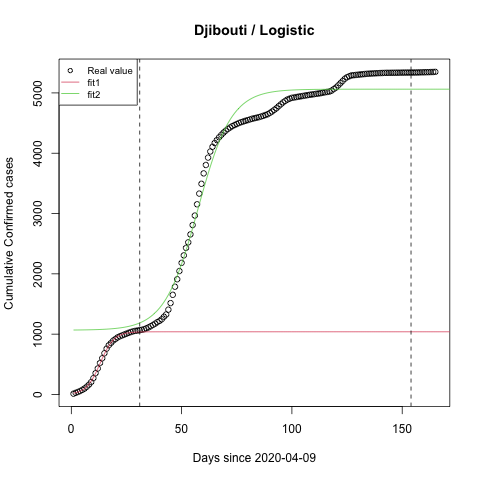 Djibouti / Logistic
Real value
fit1
fit2
Cumulative Confirmed cases
0
1000
2000
3000
4000
5000
0 50 100 150
Days since 2020-04-09